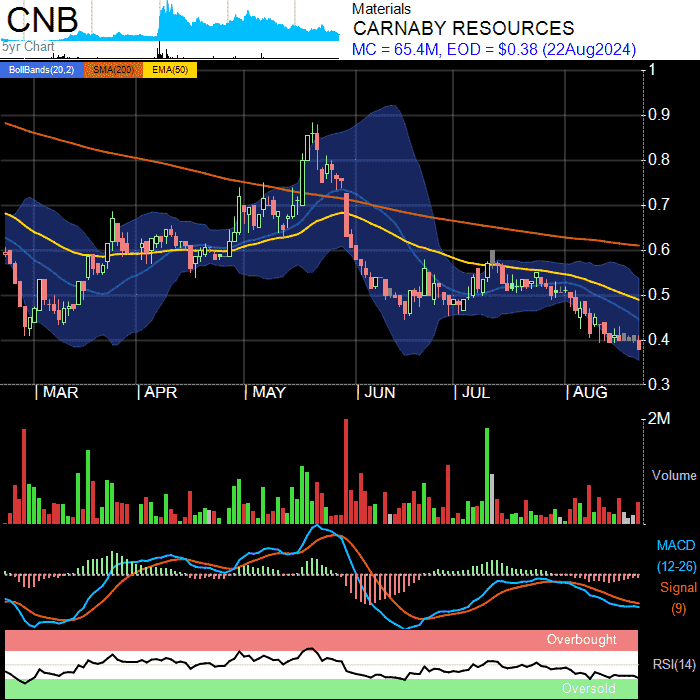 CNB
5yr Chart
Materials
CARNABY RESOURCES
MC = 65.4M, EOD = $0.38 (22Aug2024)
BollBands(20,2) SMA(200) EMA(50)
1
0.9
0.8
0.7
0.6
0.5
0.4
0.3
MAR APR MAY JUN JUL AUG
2M
Volume
MACD
(12-26)
Signal
(9)
Overbought
RSI(14)
Oversold